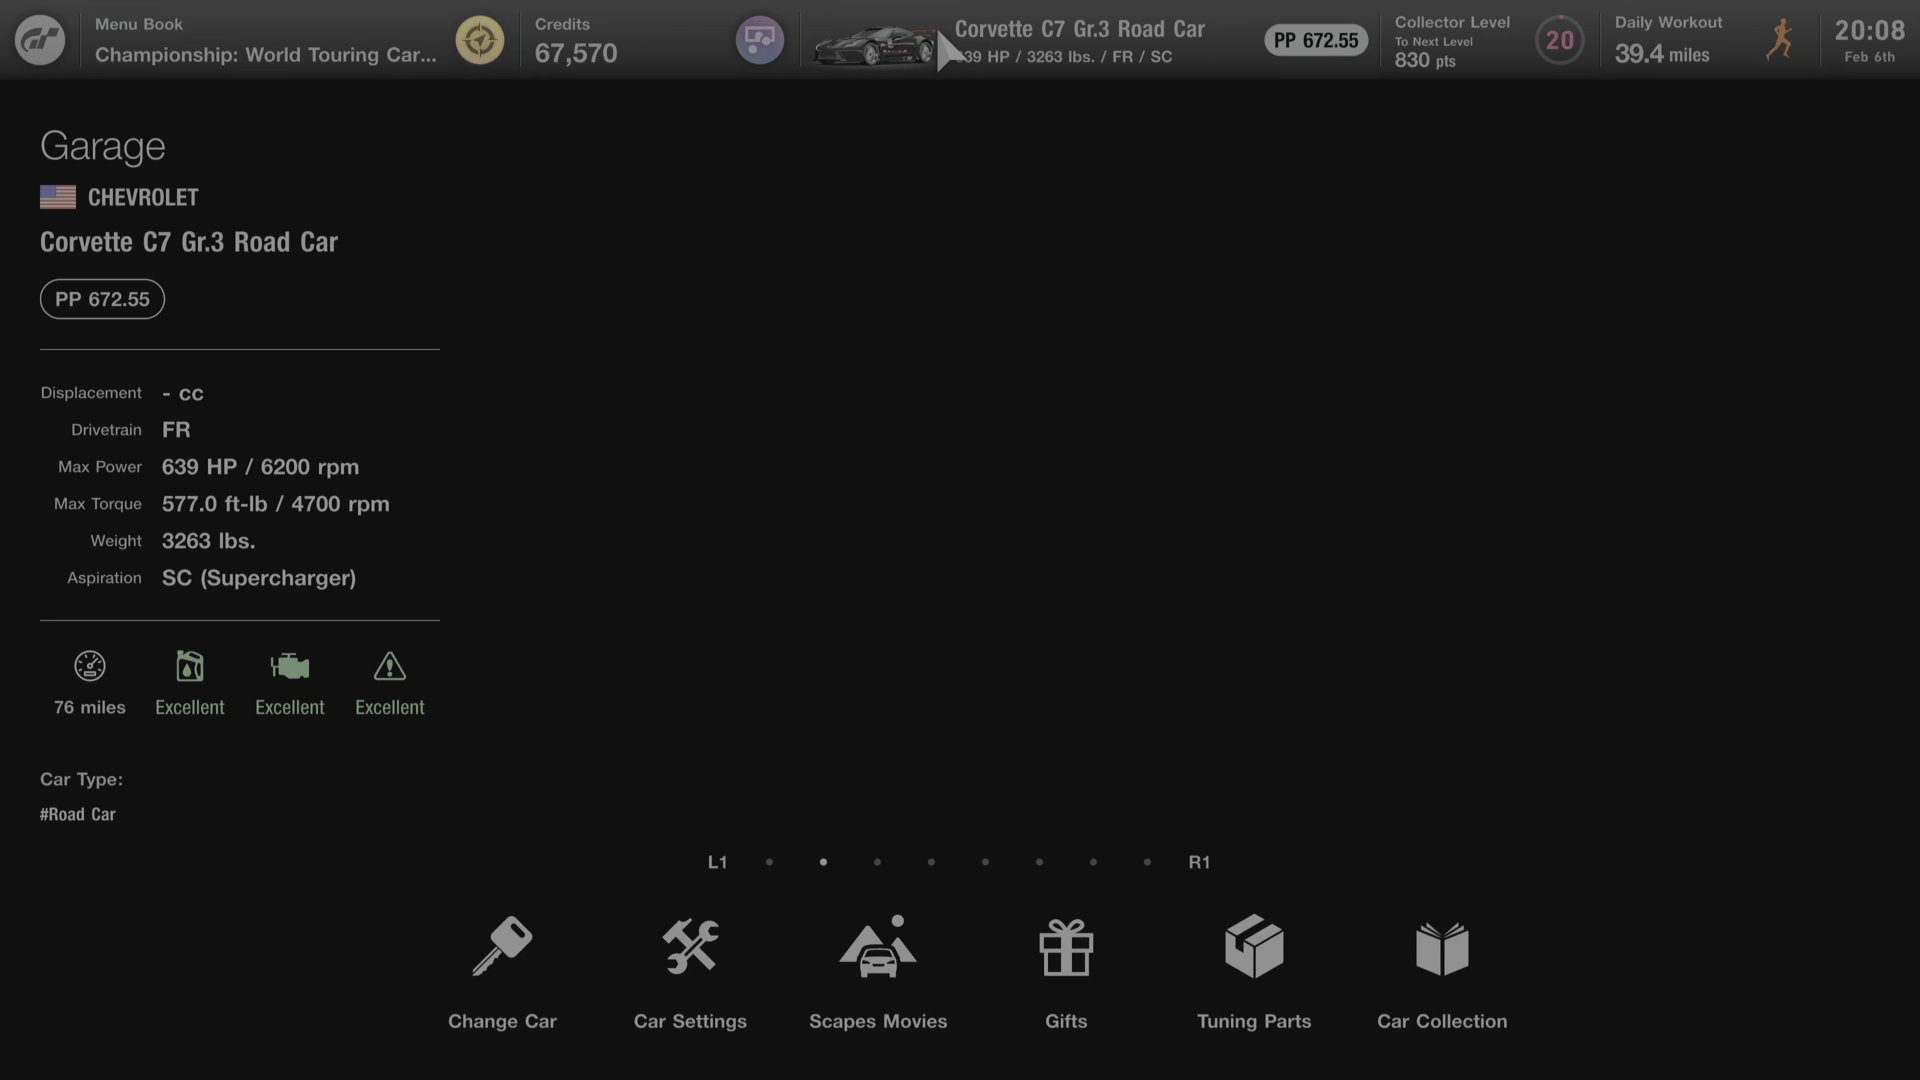 Menu Book
Championship: World Touring Car...
Credits
67,570
Corvette C7 Gr.3 Road Car
39 HP / 3263 lbs. / FR / SC
PP 672.55
Collector Level
To Next Level
830 pts
20
Daily Workout
39.4 miles
20:08
Feb 6th
Garage
CHEVROLET
Corvette C7 Gr.3 Road Car
PP 672.55
Displacement - cc
Drivetrain FR
Max Power 639 HP / 6200 rpm
Max Torque 577.0 ft-lb / 4700 rpm
Weight 3263 lbs.
Aspiration SC (Supercharger)
76 miles Excellent Excellent Excellent
Car Type:
#Road Car
L1 R1
Change Car Car Settings Scapes Movies Gifts Tuning Parts Car Collection